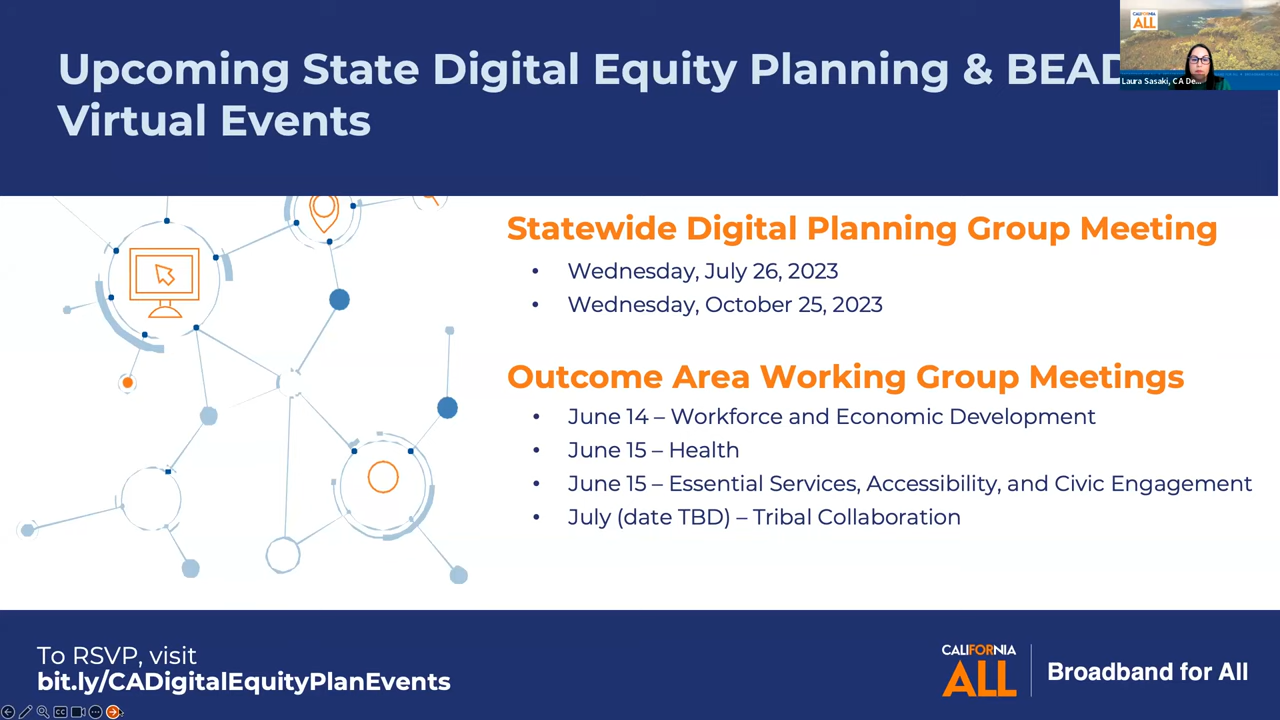 Upcoming State Digital Equity Planning & BEAD
Virtual Events
CALIFORNIA
ALL
Laura Sasaki, CA De...
Statewide Digital Planning Group Meeting
• Wednesday, July 26, 2023
• Wednesday, October 25, 2023
Outcome Area Working Group Meetings
• June 14 – Workforce and Economic Development
• June 15 – Health
• June 15 – Essential Services, Accessibility, and Civic Engagement
• July (date TBD) – Tribal Collaboration
To RSVP, visit
bit.ly/CADigitalEquityPlanEvents
CALIFORNIA
ALL
Broadband for All
CC